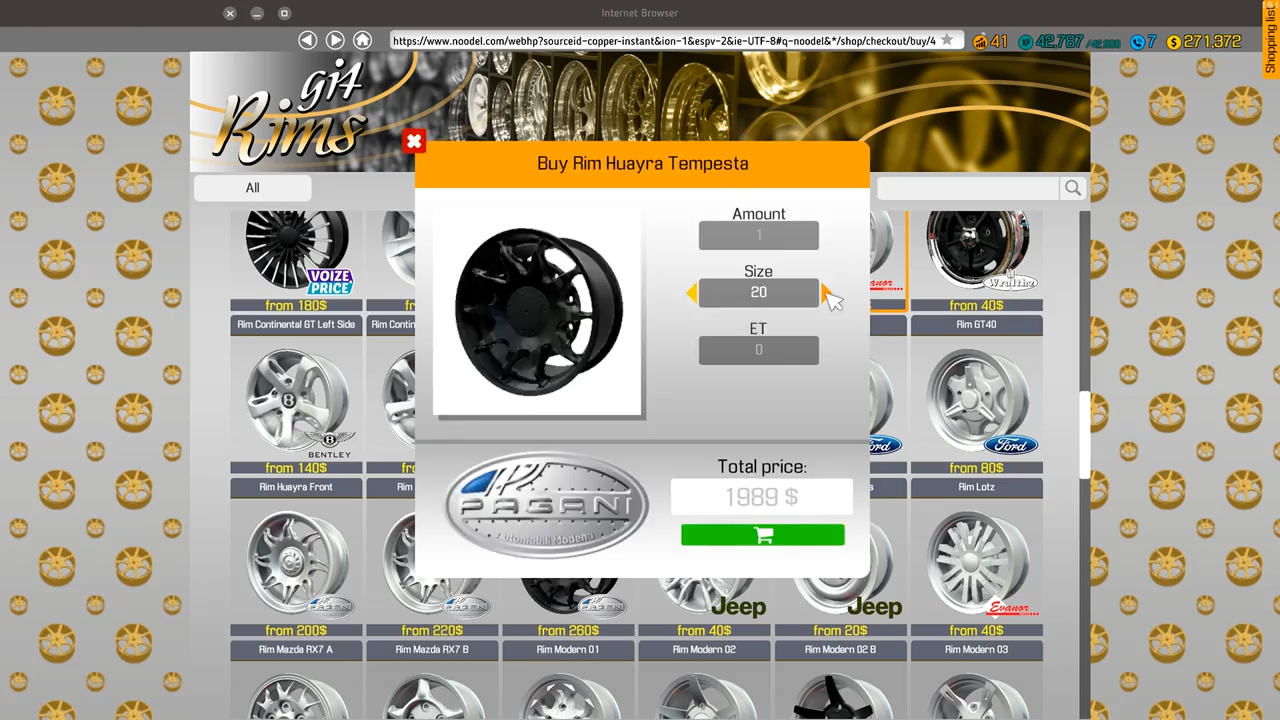 Internet Browser
https://www.noodel.com/webhp?sourceid=copper-instant&ion-1&espv-2&ie-UTF-8#q-noodel&*/shop/checkout/buy/4
41
42,787
7
271,372
Shopping list
git
Rims
All
Buy Rim Huayra Tempesta
Amount
1
Size
20
ET
0
PAGANI
Automobili Modena
Total price:
1989 $
VOIZE
PRICE
from 180$
from 40$
Rim Continental GT Left Side
Rim GT40
B
BENTLEY
Ford
Ford
from 140$
from 80$
Rim Huayra Front
Rim
Rim Lotz
Jeep
Jeep
Evanor
from 200$
from 220$
from 260$
from 40$
from 20$
from 40$
Rim Mazda RX7 A
Rim Mazda RX7 B
Rim Modern 01
Rim Modern 02
Rim Modern 02 B
Rim Modern 03